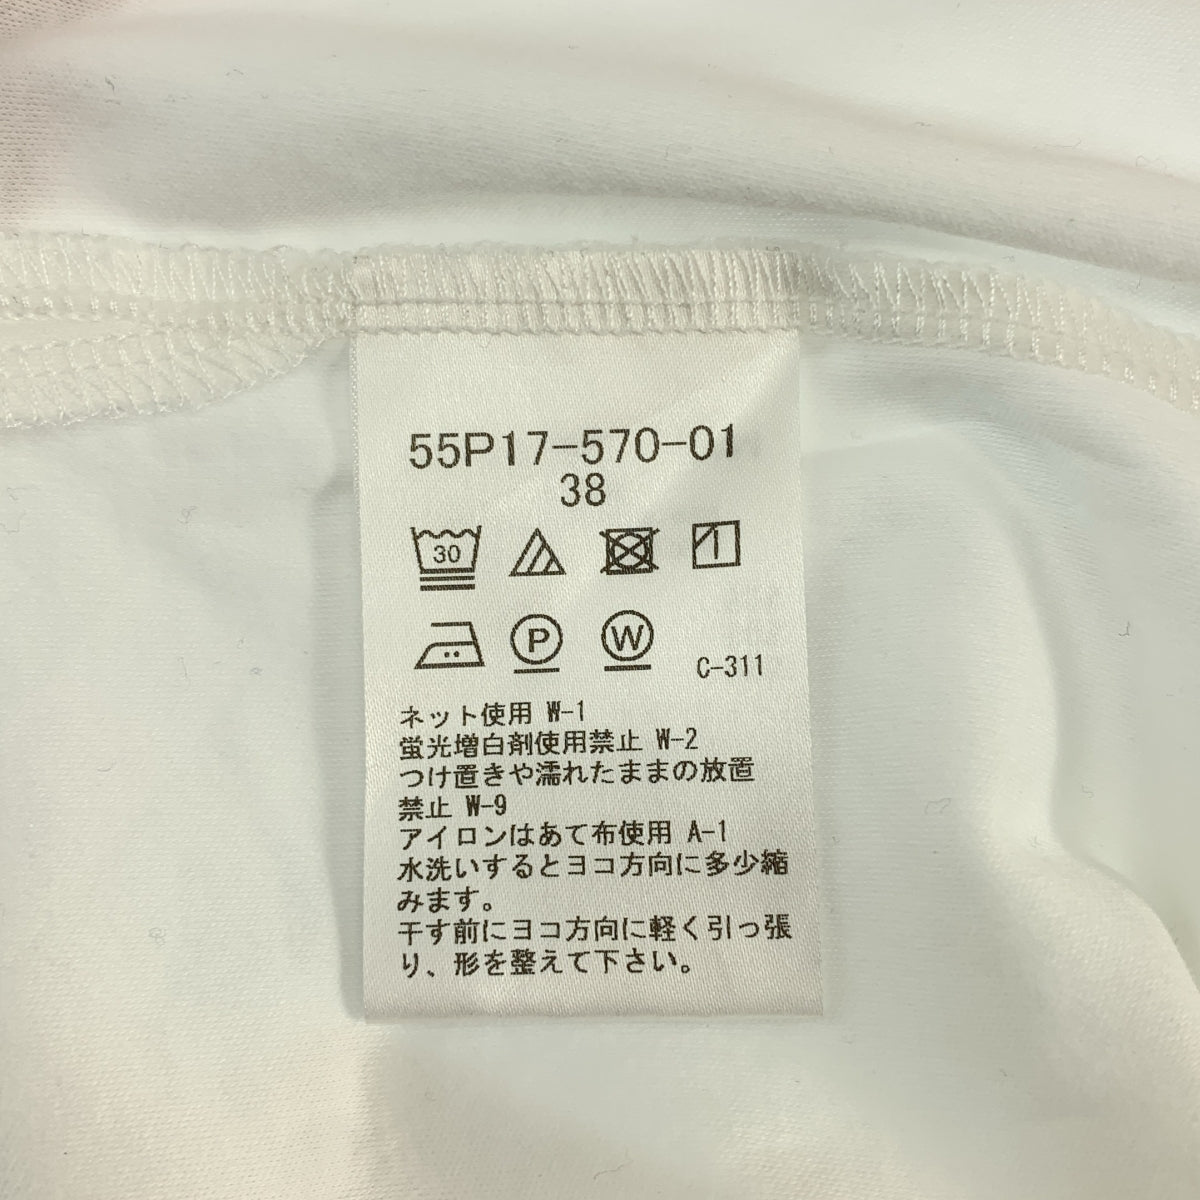 55P17-570-01
38
30
P W C-311
ネット使用 W-1
蛍光増白剤使用禁止 W-2
つけ置きや濡れたままの放置
禁止 W-9
アイロンはあて布使用 A-1
水洗いするとヨコ方向に多少縮
みます。
干す前にヨコ方向に軽く引っ張
り、形を整えて下さい。